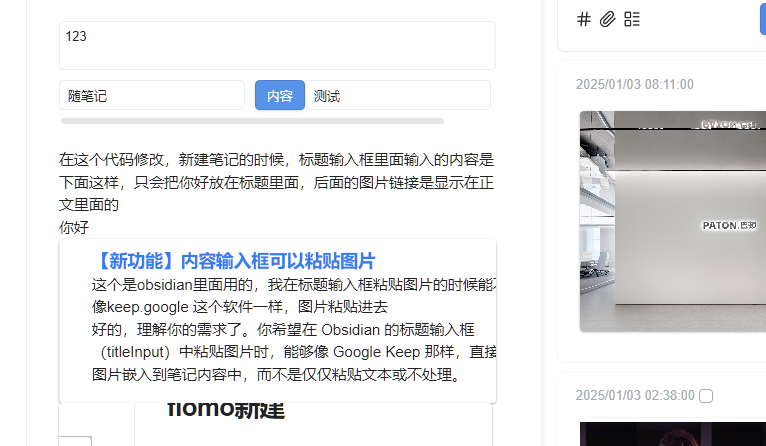 123
随笔记
内容
测试
在这个代码修改，新建笔记的时候，标题输入框里面输入的内容是
下面这样，只会把你好放在标题里面，后面的图片链接是显示在正
文里面的
你好
【新功能】内容输入框可以粘贴图片
这个是obsidian里面用的，我在标题输入框粘贴图片的时候能
像keep.google 这个软件一样，图片粘贴进去
好的，理解你的需求了。你希望在 Obsidian 的标题输入框
（titleInput）中粘贴图片时，能够像 Google Keep 那样，直接
图片嵌入到笔记内容中，而不是仅仅粘贴文本或不处理。
flomo新建
2025/01/03 08:11:00
PATON.巴顿
2025/01/03 02:38:00